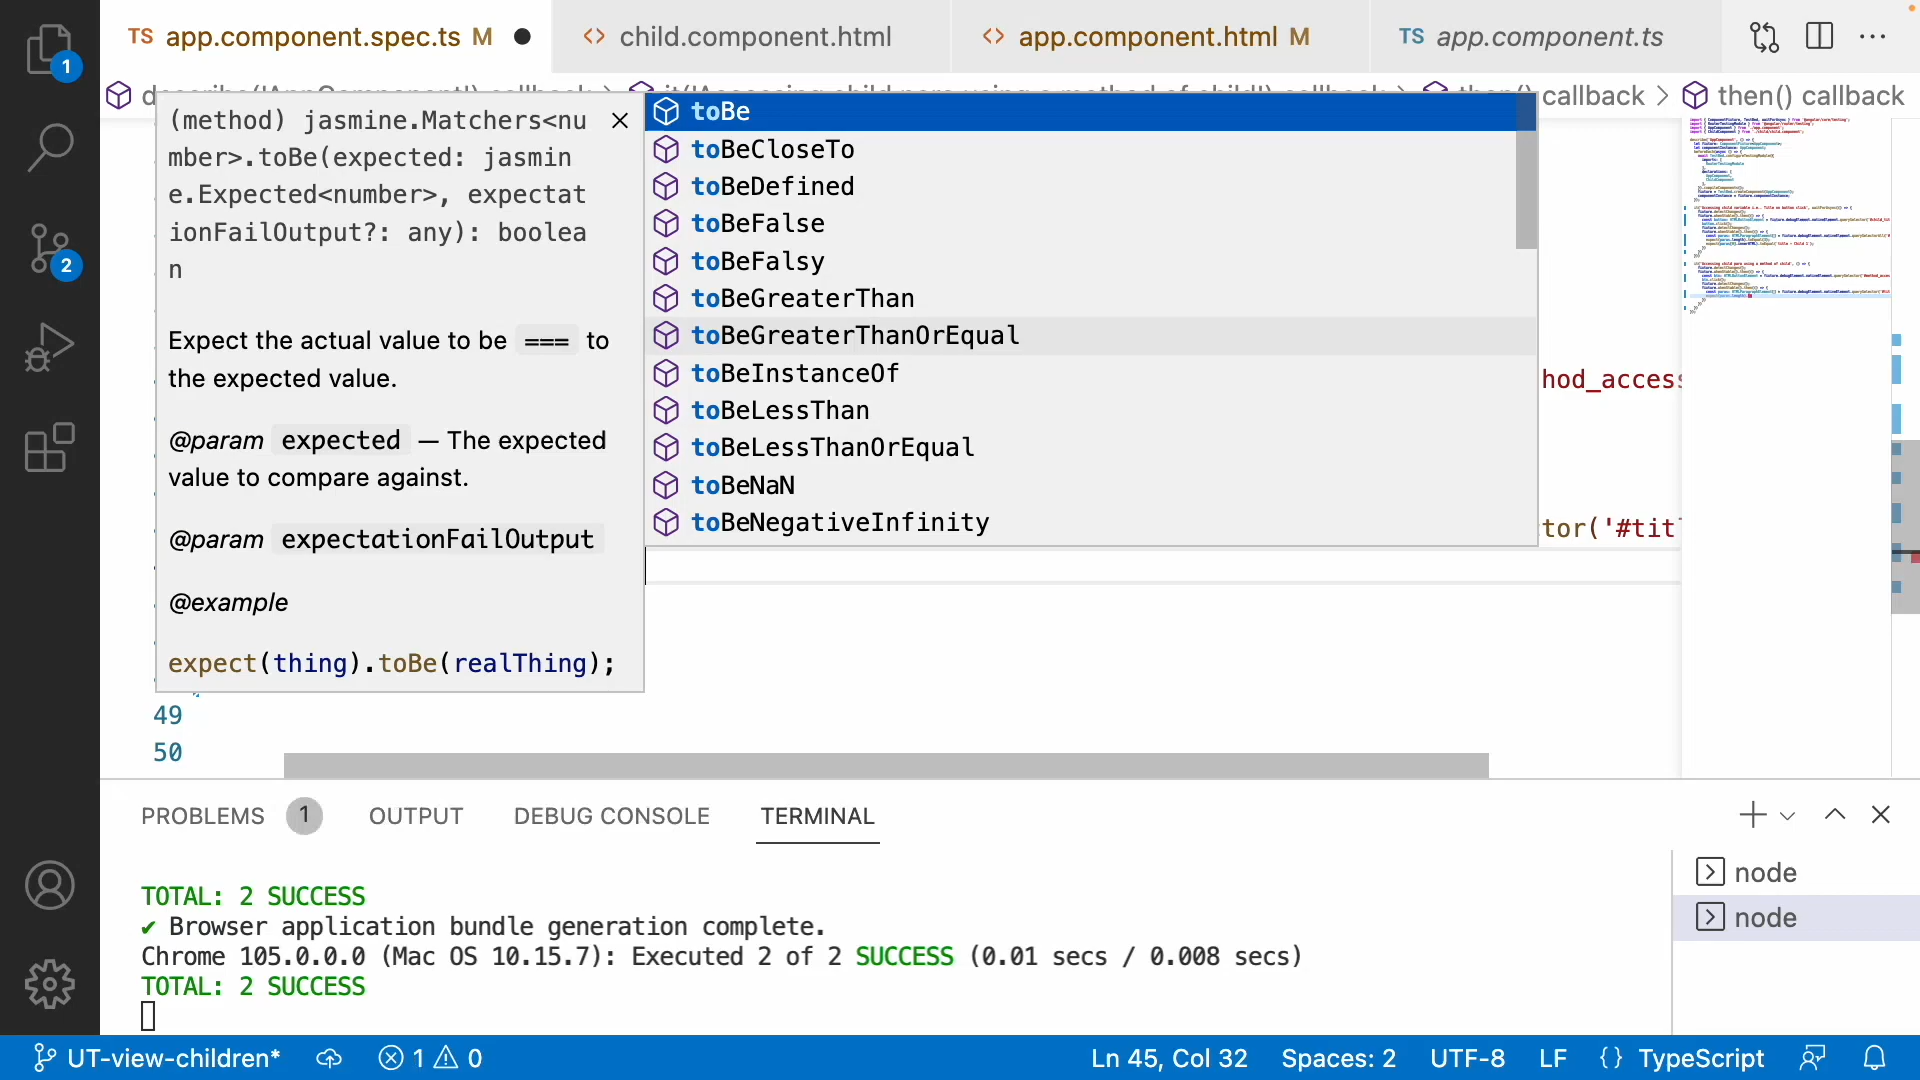 TS app.component.spec.ts M
child.component.html
app.component.html M
TS app.component.ts
1
callback
then() callback
(method) jasmine.Matchers<nu
mber>.toBe(expected: jasmin
e.Expected<number>, expectat
ionFailOutput?: any): boolea
n
Expect the actual value to be === to
the expected value.
@param expected — The expected
value to compare against.
@param expectationFailOutput
@example
expect(thing).toBe(realThing);
toBe
toBeCloseTo
toBeDefined
toBeFalse
toBeFalsy
toBeGreaterThan
toBeGreaterThanOrEqual
toBeInstanceOf
toBeLessThan
toBeLessThanOrEqual
toBeNaN
toBeNegativeInfinity
hod_access
tor('#tit
2
49
50
PROBLEMS 1 OUTPUT DEBUG CONSOLE TERMINAL
TOTAL: 2 SUCCESS
✔ Browser application bundle generation complete.
Chrome 105.0.0.0 (Mac OS 10.15.7): Executed 2 of 2 SUCCESS (0.01 secs / 0.008 secs)
TOTAL: 2 SUCCESS
node
node
UT-view-children* 1 0 Ln 45, Col 32 Spaces: 2 UTF-8 LF {} TypeScript